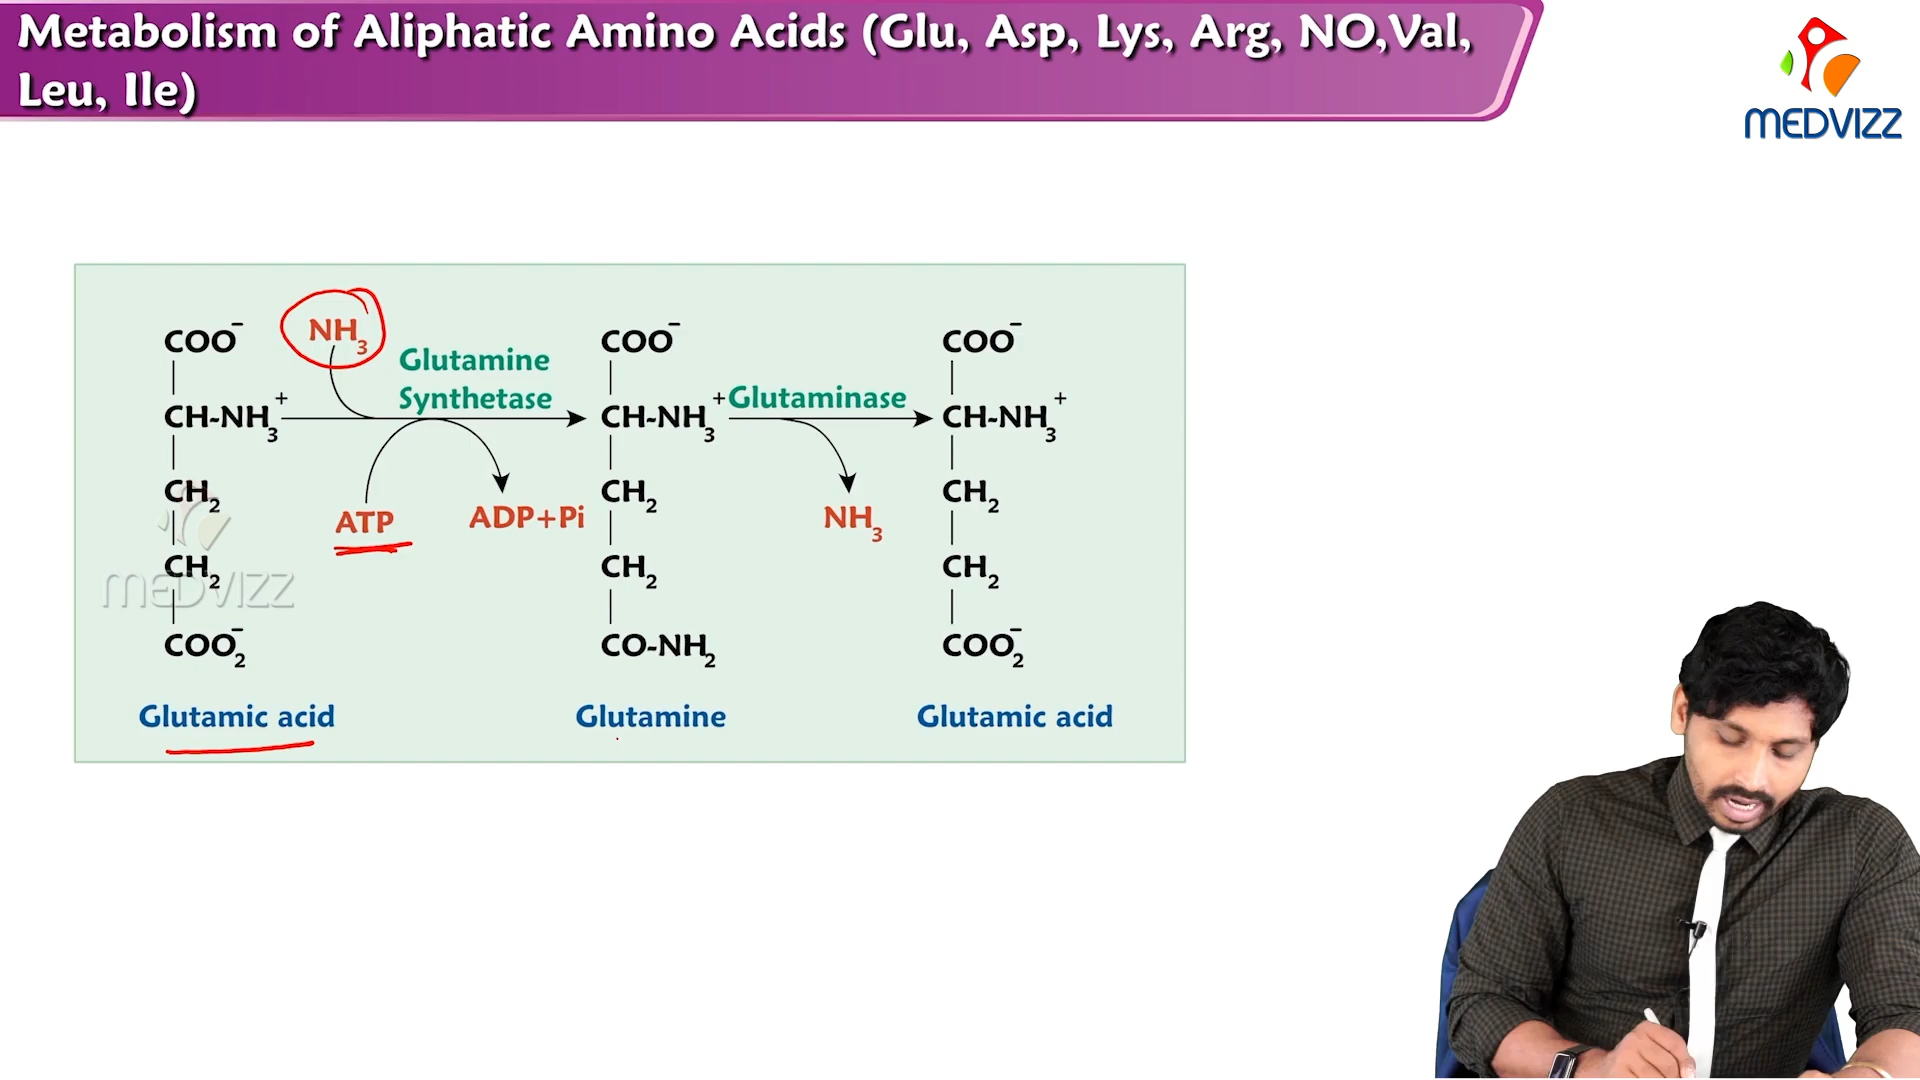 Metabolism of Aliphatic Amino Acids (Glu, Asp, Lys, Arg, NO,Val,
Leu, Ile)
MEDVIZZ
COO⁻
NH₃
Glutamine
Synthetase
CH-NH₃⁺
ATP
ADP+Pi
CH₂
CH₂
COO₂⁻
Glutamic acid
COO⁻
CH-NH₃⁺
Glutaminase
NH₃
CH₂
CH₂
CO-NH₂
Glutamine
COO⁻
CH-NH₃⁺
CH₂
CH₂
COO₂⁻
Glutamic acid
MEDVIZZ